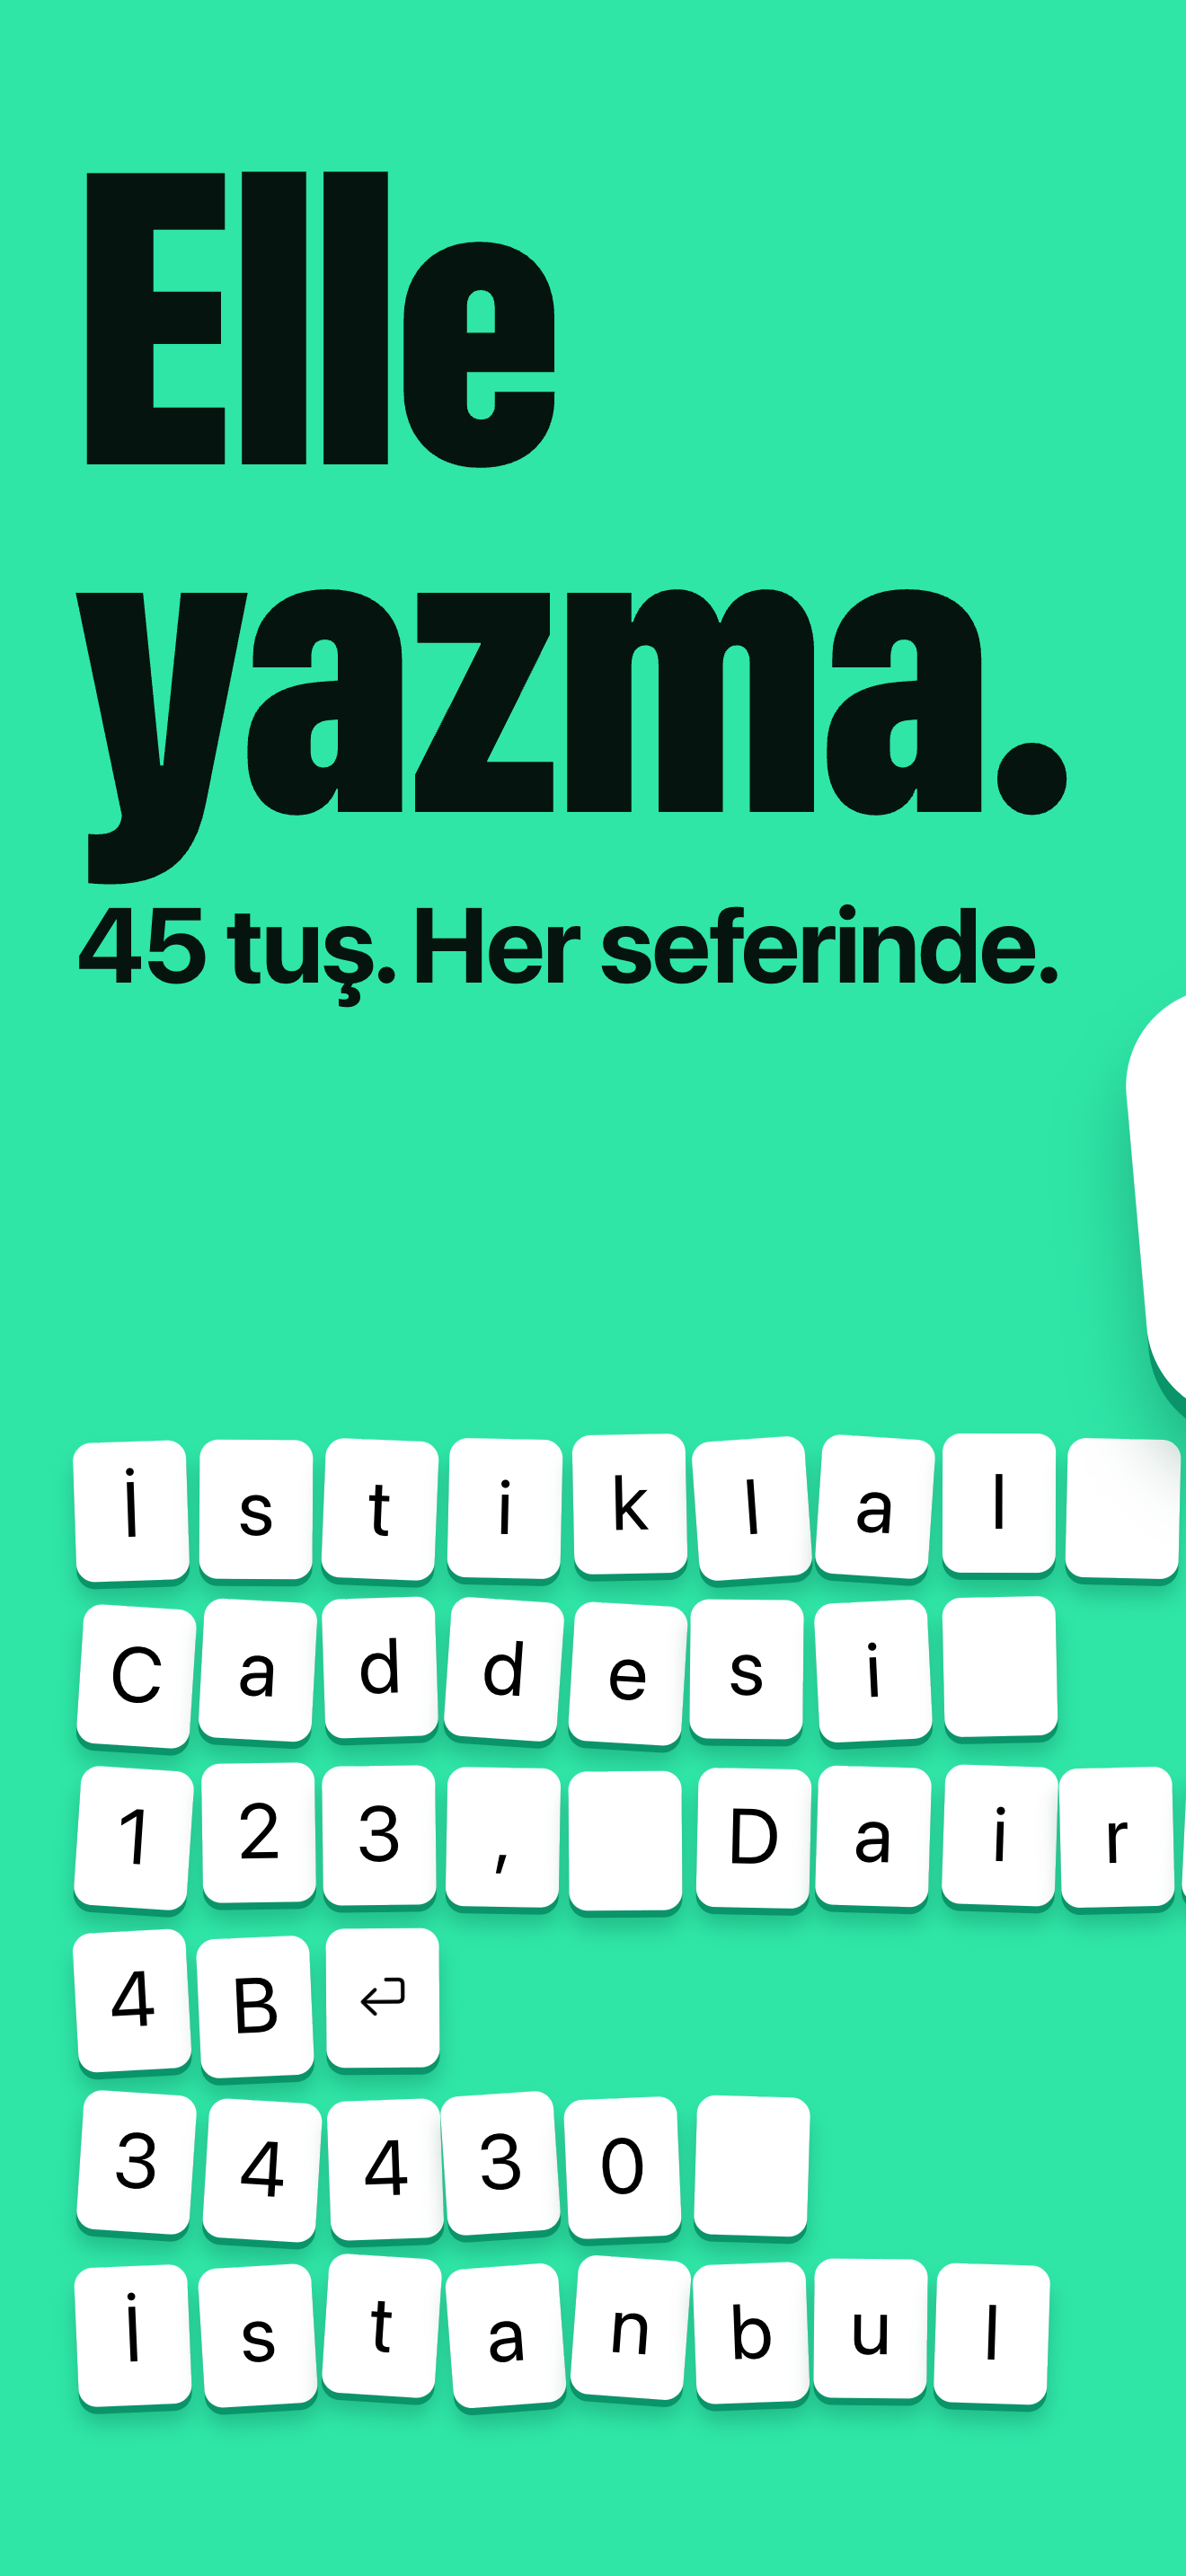 Elle
yazma.
45 tuş. Her seferinde.
İstiklal
Caddesi
123, Dair
4B⏎
34430
İstanbul